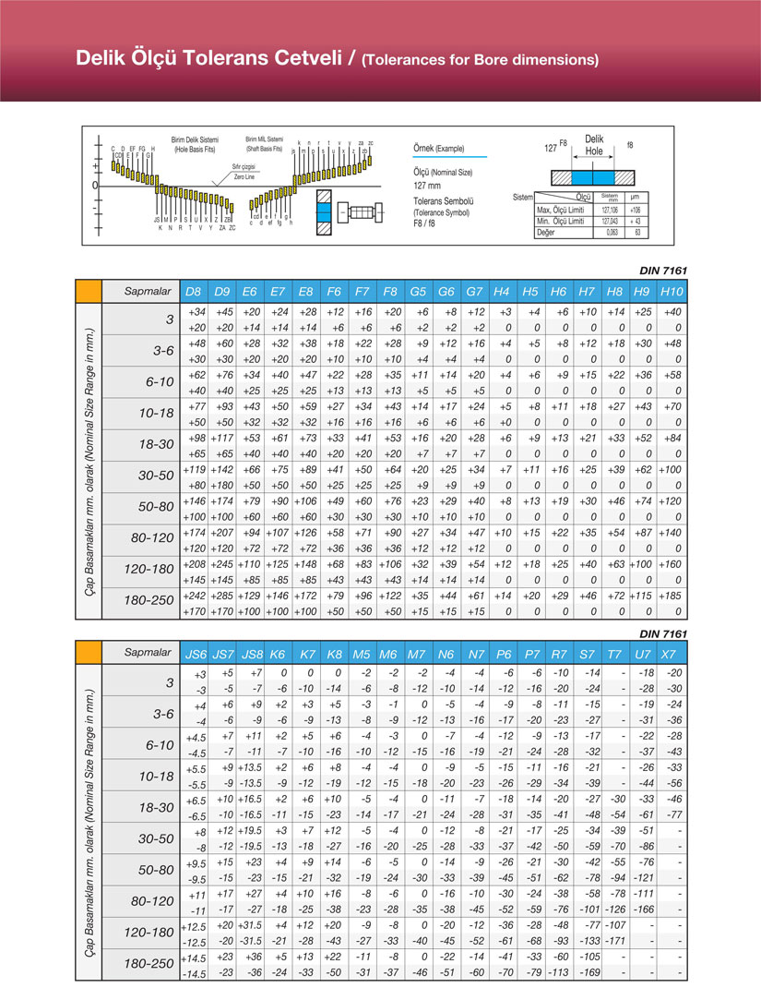 Delik Ölçü Tolerans Cetveli / (Tolerances for Bore dimensions)
Birim Delik Sistemi
(Hole Basis Fits)
Birim MİL Sistemi
(Shaft Basis Fits)
C D EF FG H
CD E F G
k n r t v y za zc
js m p s u x z zb
Sıfır çizgisi
Zero Line
+
0
-
JS M P S U X Z ZB
K N R T V Y ZA ZC
cd e f g
c d ef fg h
Örnek (Example)
Ölçü (Nominal Size)
127 mm
Tolerans Sembolü
(Tolerance Symbol)
F8 / f8
127 F8
Delik
Hole
f8
Sistem
Ölçü Sistem mm µm
Max, Ölçü Limiti 127,106 +106
Min. Ölçü Limiti 127,043 + 43
Değer 0,063 63
DIN 7161
Sapmalar D8 D9 E6 E7 E8 F6 F7 F8 G5 G6 G7 H4 H5 H6 H7 H8 H9 H10
Çap Basamakları mm. olarak (Nominal Size Range in mm.)
3
+34 +45 +20 +24 +28 +12 +16 +20 +6 +8 +12 +3 +4 +6 +10 +14 +25 +40
+20 +20 +14 +14 +14 +6 +6 +6 +2 +2 +2 0 0 0 0 0 0 0
3-6
+48 +60 +28 +32 +38 +18 +22 +28 +9 +12 +16 +4 +5 +8 +12 +18 +30 +48
+30 +30 +20 +20 +20 +10 +10 +10 +4 +4 +4 0 0 0 0 0 0 0
6-10
+62 +76 +34 +40 +47 +22 +28 +35 +11 +14 +20 +4 +6 +9 +15 +22 +36 +58
+40 +40 +25 +25 +25 +13 +13 +13 +5 +5 +5 0 0 0 0 0 0 0
10-18
+77 +93 +43 +50 +59 +27 +34 +43 +14 +17 +24 +5 +8 +11 +18 +27 +43 +70
+50 +50 +32 +32 +32 +16 +16 +16 +6 +6 +6 +0 0 0 0 0 0 0
18-30
+98 +117 +53 +61 +73 +33 +41 +53 +16 +20 +28 +6 +9 +13 +21 +33 +52 +84
+65 +65 +40 +40 +40 +20 +20 +20 +7 +7 +7 0 0 0 0 0 0 0
30-50
+119 +142 +66 +75 +89 +41 +50 +64 +20 +25 +34 +7 +11 +16 +25 +39 +62 +100
+80 +180 +50 +50 +50 +25 +25 +25 +9 +9 +9 0 0 0 0 0 0 0
50-80
+146 +174 +79 +90 +106 +49 +60 +76 +23 +29 +40 +8 +13 +19 +30 +46 +74 +120
+100 +100 +60 +60 +60 +30 +30 +30 +10 +10 +10 0 0 0 0 0 0 0
80-120
+174 +207 +94 +107 +126 +58 +71 +90 +27 +34 +47 +10 +15 +22 +35 +54 +87 +140
+120 +120 +72 +72 +72 +36 +36 +36 +12 +12 +12 0 0 0 0 0 0 0
120-180
+208 +245 +110 +125 +148 +68 +83 +106 +32 +39 +54 +12 +18 +25 +40 +63 +100 +160
+145 +145 +85 +85 +85 +43 +43 +43 +14 +14 +14 0 0 0 0 0 0 0
180-250
+242 +285 +129 +146 +172 +79 +96 +122 +35 +44 +61 +14 +20 +29 +46 +72 +115 +185
+170 +170 +100 +100 +100 +50 +50 +50 +15 +15 +15 0 0 0 0 0 0 0
DIN 7161
Sapmalar JS6 JS7 JS8 K6 K7 K8 M5 M6 M7 N6 N7 P6 P7 R7 S7 T7 U7 X7
Çap Basamakları mm. olarak (Nominal Size Range in mm.)
3
+3 +5 +7 0 0 0 -2 -2 -2 -4 -4 -6 -6 -10 -14 - -18 -20
-3 -5 -7 -6 -10 -14 -6 -8 -12 -10 -14 -12 -16 -20 -24 - -28 -30
3-6
+4 +6 +9 +2 +3 +5 -3 -1 0 -5 -4 -9 -8 -11 -15 - -19 -24
-4 -6 -9 -6 -9 -13 -8 -9 -12 -13 -16 -17 -20 -23 -27 - -31 -36
6-10
+4.5 +7 +11 +2 +5 +6 -4 -3 0 -7 -4 -12 -9 -13 -17 - -22 -28
-4.5 -7 -11 -7 -10 -16 -10 -12 -15 -16 -19 -21 -24 -28 -32 - -37 -43
10-18
+5.5 +9 +13.5 +2 +6 +8 -4 -4 0 -9 -5 -15 -11 -16 -21 - -26 -33
-5.5 -9 -13.5 -9 -12 -19 -12 -15 -18 -20 -23 -26 -29 -34 -39 - -44 -56
18-30
+6.5 +10 +16.5 +2 +6 +10 -5 -4 0 -11 -7 -18 -14 -20 -27 -30 -33 -46
-6.5 -10 -16.5 -11 -15 -23 -14 -17 -21 -24 -28 -31 -35 -41 -48 -54 -61 -77
30-50
+8 +12 +19.5 +3 +7 +12 -5 -4 0 -12 -8 -21 -17 -25 -34 -39 -51 -
-8 -12 -19.5 -13 -18 -27 -16 -20 -25 -28 -33 -37 -42 -50 -59 -70 -86 -
50-80
+9.5 +15 +23 +4 +9 +14 -6 -5 0 -14 -9 -26 -21 -30 -42 -55 -76 -
-9.5 -15 -23 -15 -21 -32 -19 -24 -30 -33 -39 -45 -51 -62 -78 -94 -121 -
80-120
+11 +17 +27 +4 +10 +16 -8 -6 0 -16 -10 -30 -24 -38 -58 -78 -111 -
-11 -17 -27 -18 -25 -38 -23 -28 -35 -38 -45 -52 -59 -76 -101 -126 -166 -
120-180
+12.5 +20 +31.5 +4 +12 +20 -9 -8 0 -20 -12 -36 -28 -48 -77 -107 - -
-12.5 -20 -31.5 -21 -28 -43 -27 -33 -40 -45 -52 -61 -68 -93 -133 -171 - -
180-250
+14.5 +23 +36 +5 +13 +22 -11 -8 0 -22 -14 -41 -33 -60 -105 - - -
-14.5 -23 -36 -24 -33 -50 -31 -37 -46 -51 -60 -70 -79 -113 -169 - - -